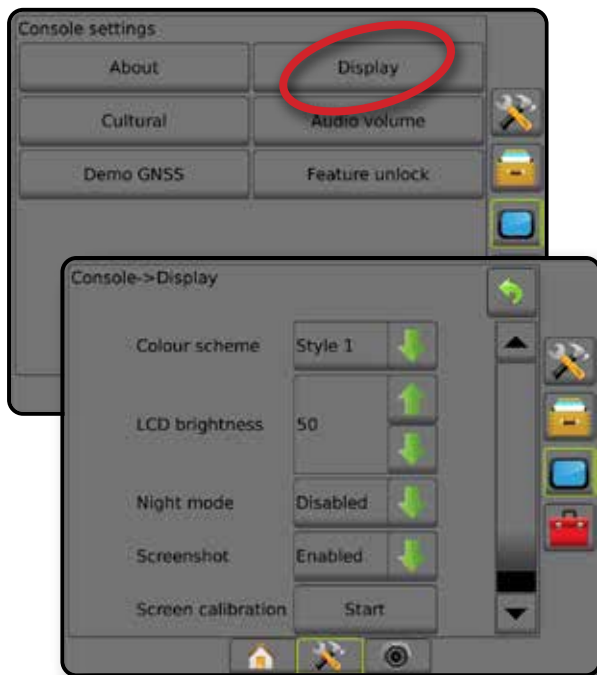 Console settings
About
Display
Cultural
Audio volume
Demo GNSS
Feature unlock
Console->Display
Colour scheme
Style 1
LCD brightness
50
Night mode
Disabled
Screenshot
Enabled
Screen calibration
Start